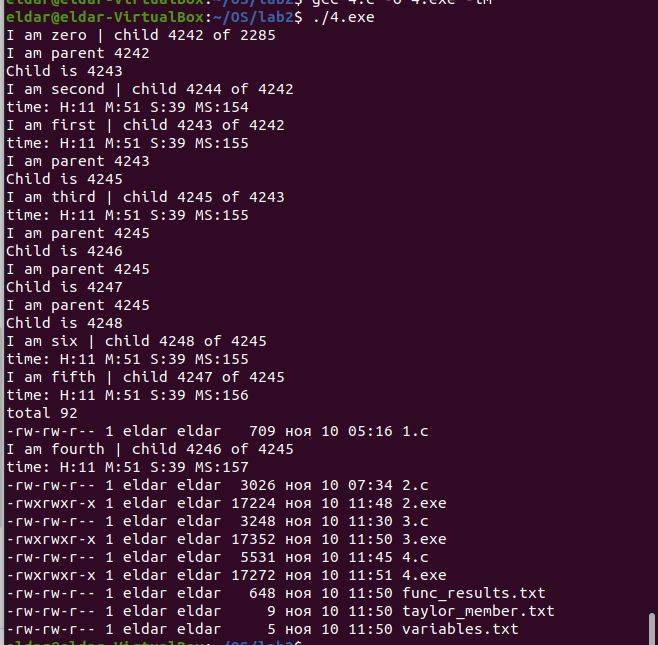 eldar@eldar-VirtualBox:~/OS/lab2$ gcc 4.c -o 4.exe -lm
eldar@eldar-VirtualBox:~/OS/lab2$ ./4.exe
I am zero | child 4242 of 2285
I am parent 4242
Child is 4243
I am second | child 4244 of 4242
time: H:11 M:51 S:39 MS:154
I am first | child 4243 of 4242
time: H:11 M:51 S:39 MS:155
I am parent 4243
Child is 4245
I am third | child 4245 of 4243
time: H:11 M:51 S:39 MS:155
I am parent 4245
Child is 4246
I am parent 4245
Child is 4247
I am parent 4245
Child is 4248
I am six | child 4248 of 4245
time: H:11 M:51 S:39 MS:155
I am fifth | child 4247 of 4245
time: H:11 M:51 S:39 MS:156
total 92
-rw-rw-r-- 1 eldar eldar   709 ноя 10 05:16 1.c
I am fourth | child 4246 of 4245
time: H:11 M:51 S:39 MS:157
-rw-rw-r-- 1 eldar eldar  3026 ноя 10 07:34 2.c
-rwxrwxr-x 1 eldar eldar 17224 ноя 10 11:48 2.exe
-rw-rw-r-- 1 eldar eldar  3248 ноя 10 11:30 3.c
-rwxrwxr-x 1 eldar eldar 17352 ноя 10 11:50 3.exe
-rw-rw-r-- 1 eldar eldar  5531 ноя 10 11:45 4.c
-rwxrwxr-x 1 eldar eldar 17272 ноя 10 11:51 4.exe
-rw-rw-r-- 1 eldar eldar   648 ноя 10 11:50 func_results.txt
-rw-rw-r-- 1 eldar eldar     9 ноя 10 11:50 taylor_member.txt
-rw-rw-r-- 1 eldar eldar     5 ноя 10 11:50 variables.txt
eldar@eldar-VirtualBox:~/OS/lab2$